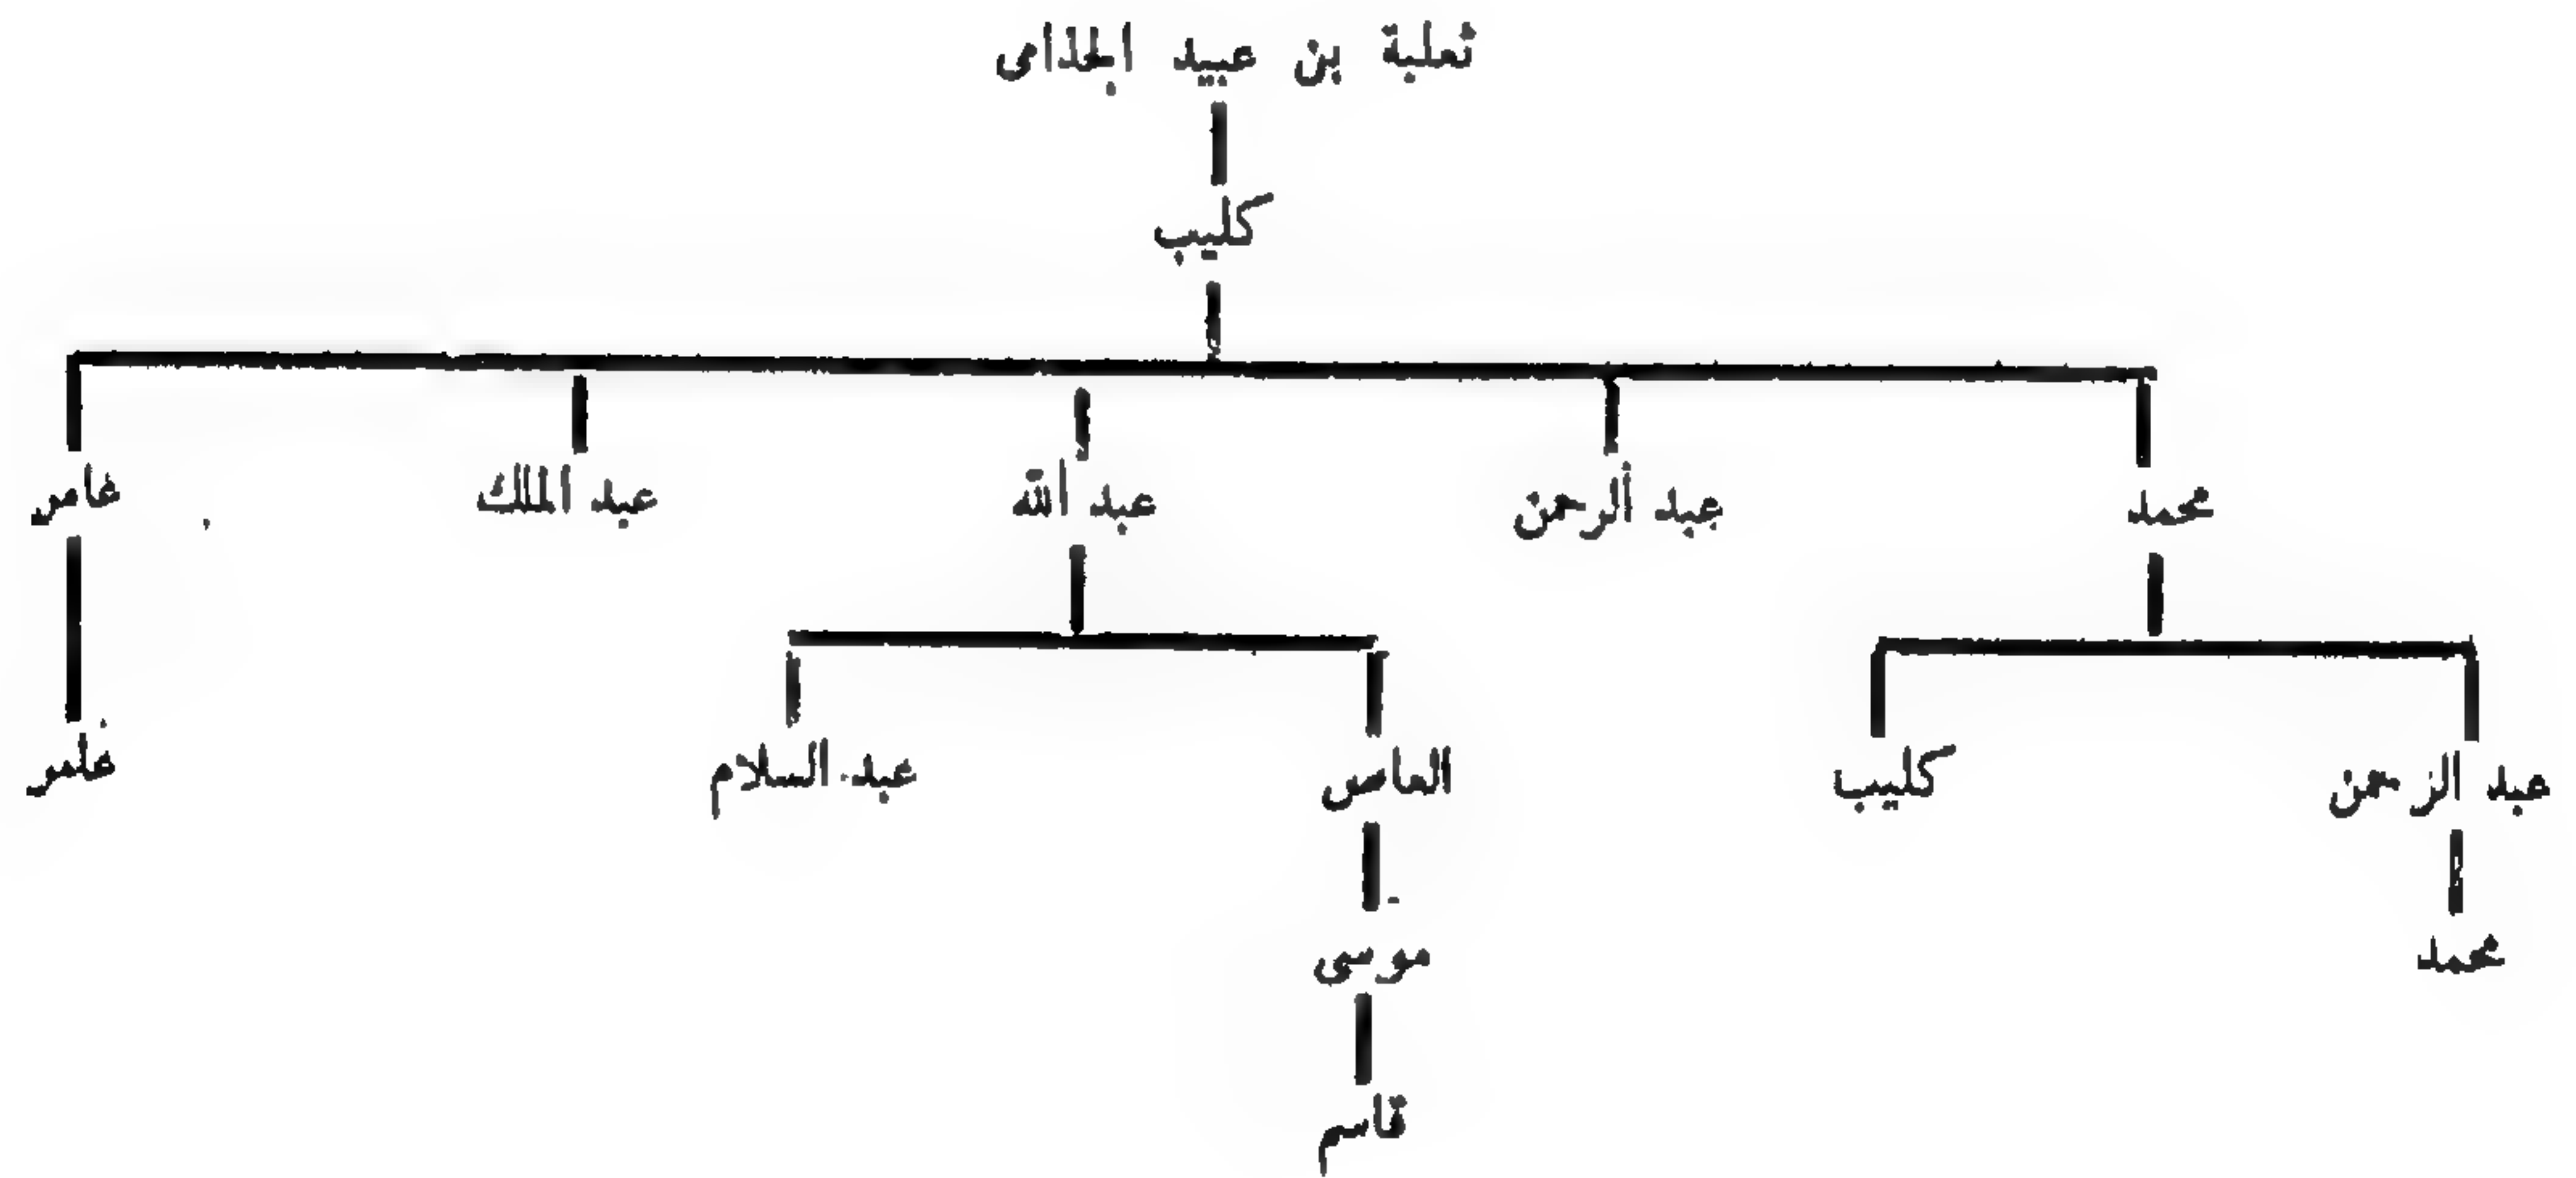 ثعلبة بن عبيد الجذامى
كليب
محمد
عبد الرحمن
عبد الله
عبد الملك
عامر
عبد الرحمن
كليب
العاص
عبد السلام
عامر
محمد
موسى
قاسم